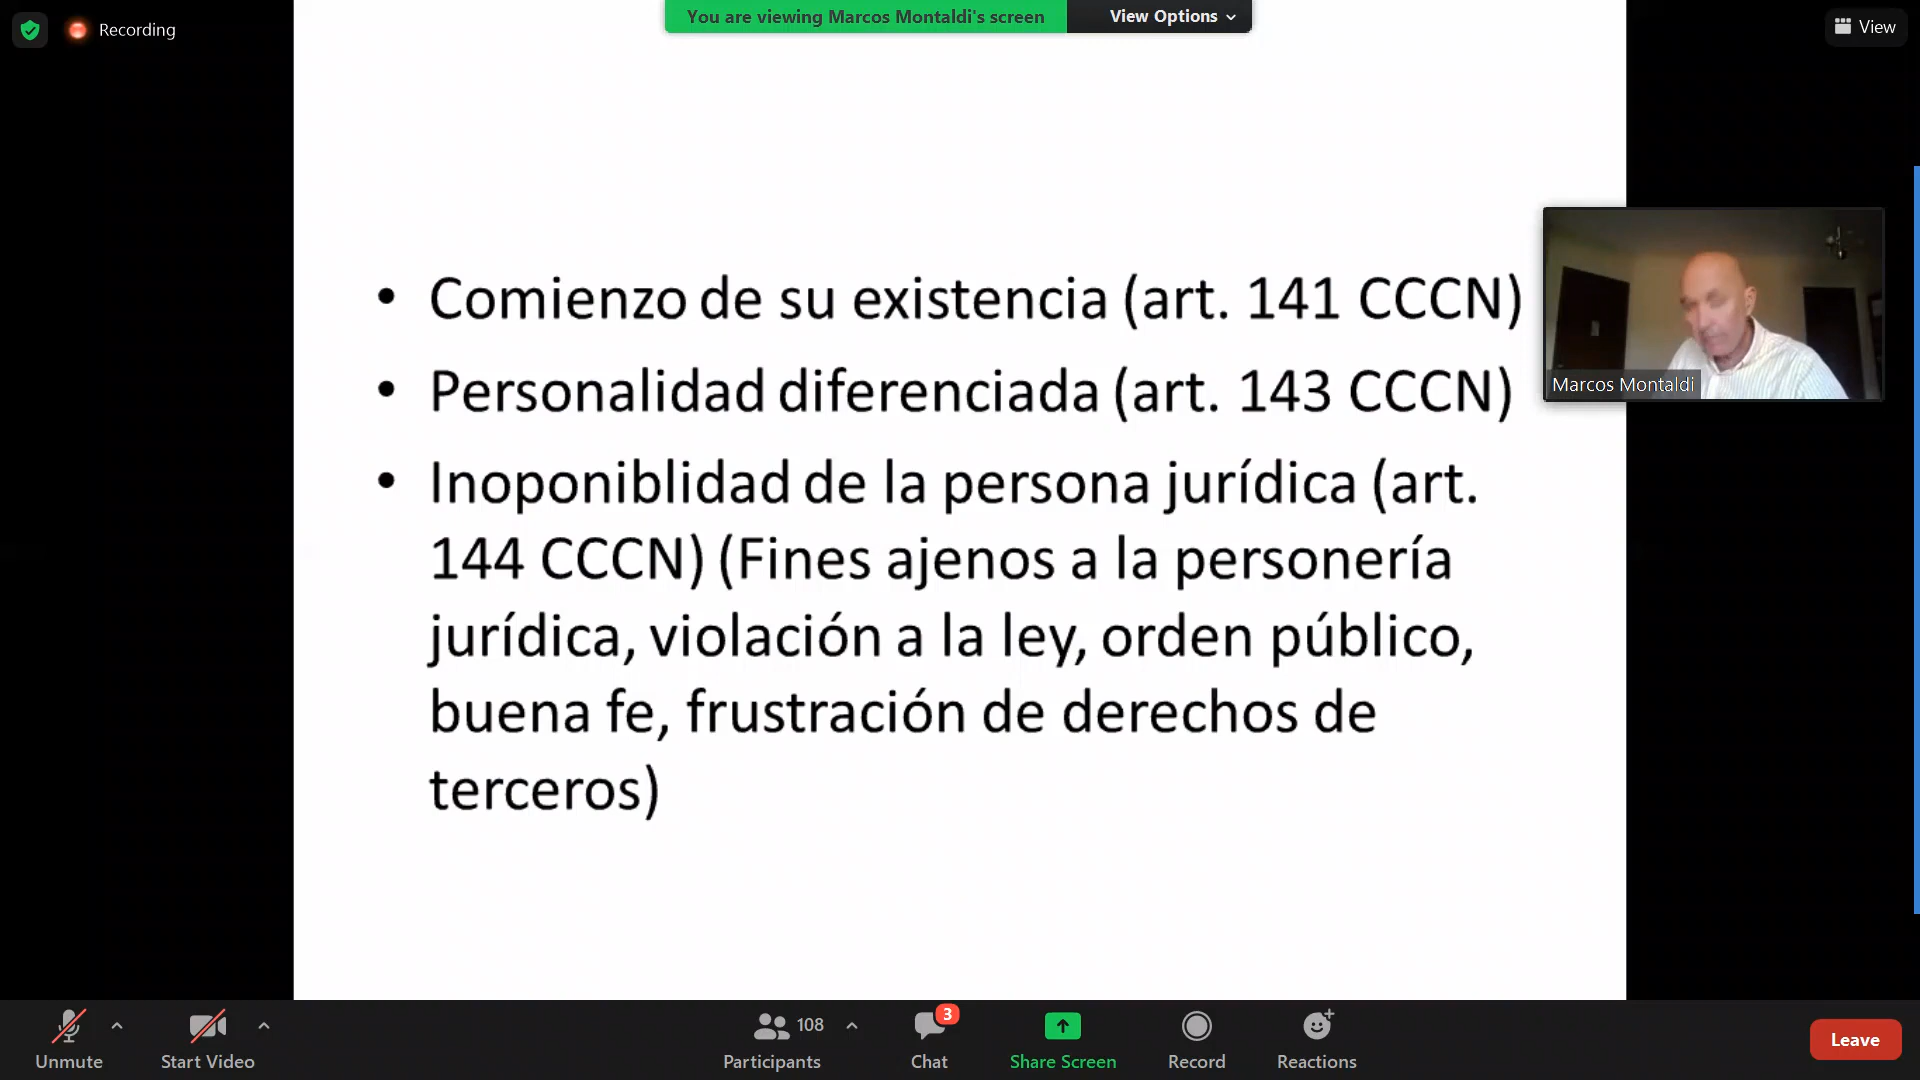 Recording
You are viewing Marcos Montaldi's screen
View Options
View
• Comienzo de su existencia (art. 141 CCCN)
• Personalidad diferenciada (art. 143 CCCN)
• Inoponiblidad de la persona jurídica (art.
144 CCCN) (Fines ajenos a la personería
jurídica, violación a la ley, orden público,
buena fe, frustración de derechos de
terceros)
Marcos Montaldi
Unmute
Start Video
108
Participants
3
Chat
Share Screen
Record
Reactions
Leave